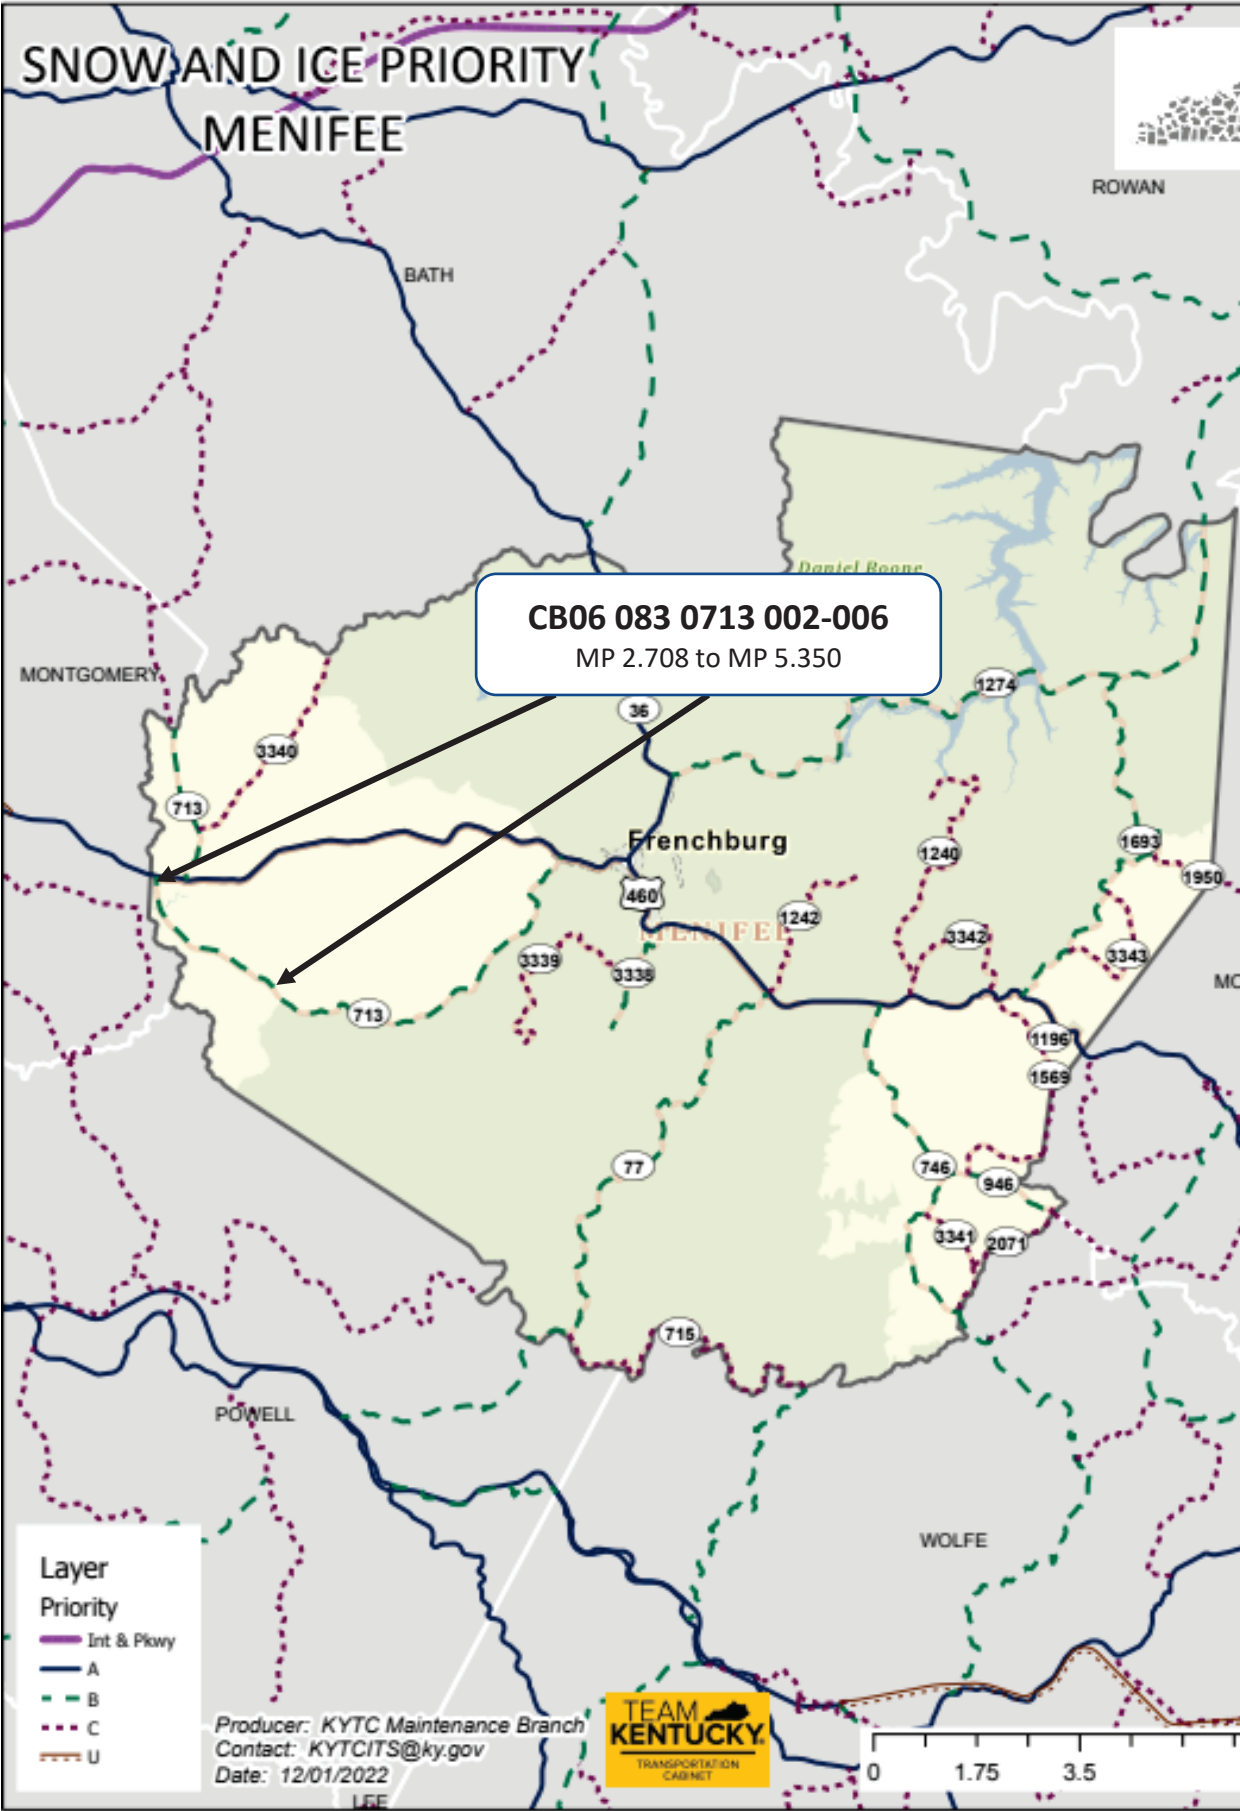 SNOW AND ICE PRIORITY
MENIFEE
ROWAN
BATH
Daniel Boone
CB06 083 0713 002-006
MP 2.708 to MP 5.350
MONTGOMERY
1274
36
3340
713
Frenchburg
1693
1240
1950
460
1242
MENIFEE
3342
3339
3343
3338
MO
713
1196
1569
77
746
946
3341
2071
715
POWELL
WOLFE
Layer
Priority
Int & Pkwy
A
B
C
U
Producer: KYTC Maintenance Branch
Contact: KYTCITS@ky.gov
Date: 12/01/2022
LEE
TEAM
KENTUCKY
TRANSPORTATION
CABINET
0 1.75 3.5